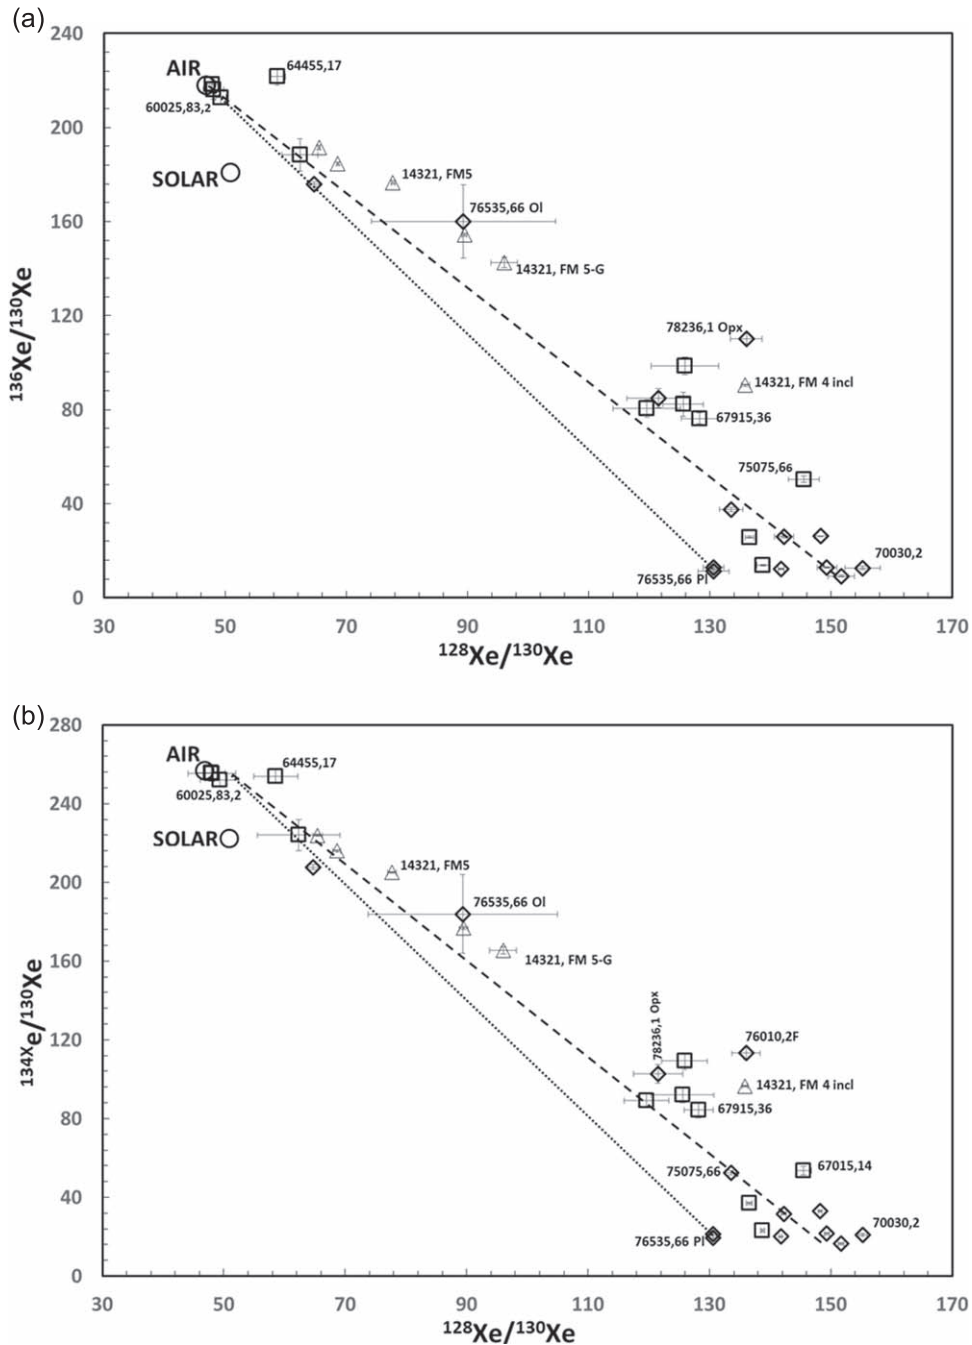 (a)
240
AIR
64455,17
60025,83,2
200
SOLAR
14321, FM5
76535,66 Ol
160
14321, FM 5-G
136Xe/130Xe
120
78236,1 Opx
14321, FM 4 incl
80
67915,36
75075,66
40
70030,2
76535,66 Pl
0
30 50 70 90 110 130 150 170
128Xe/130Xe
(b)
280
AIR
64455,17
60025,83,2
240
SOLAR
14321, FM5
200
76535,66 Ol
160
14321, FM 5-G
134Xe/130Xe
120
78236,1 Opx
76010,2F
14321, FM 4 incl
80
67915,36
75075,66
67015,14
40
70030,2
76535,66 Pl
0
30 50 70 90 110 130 150 170
128Xe/130Xe